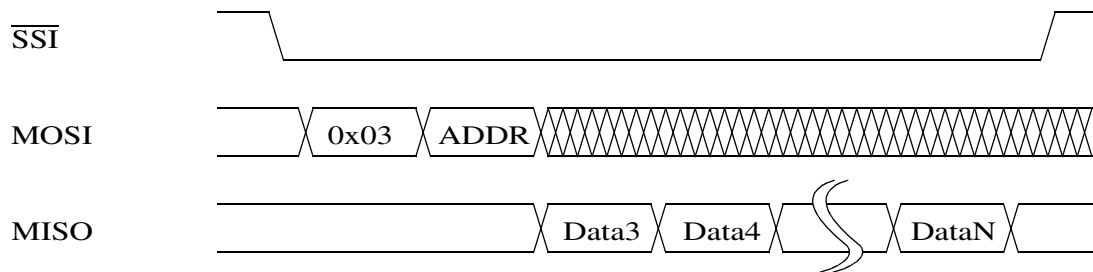 SSI
MOSI 0x03 ADDR
MISO Data3 Data4 DataN